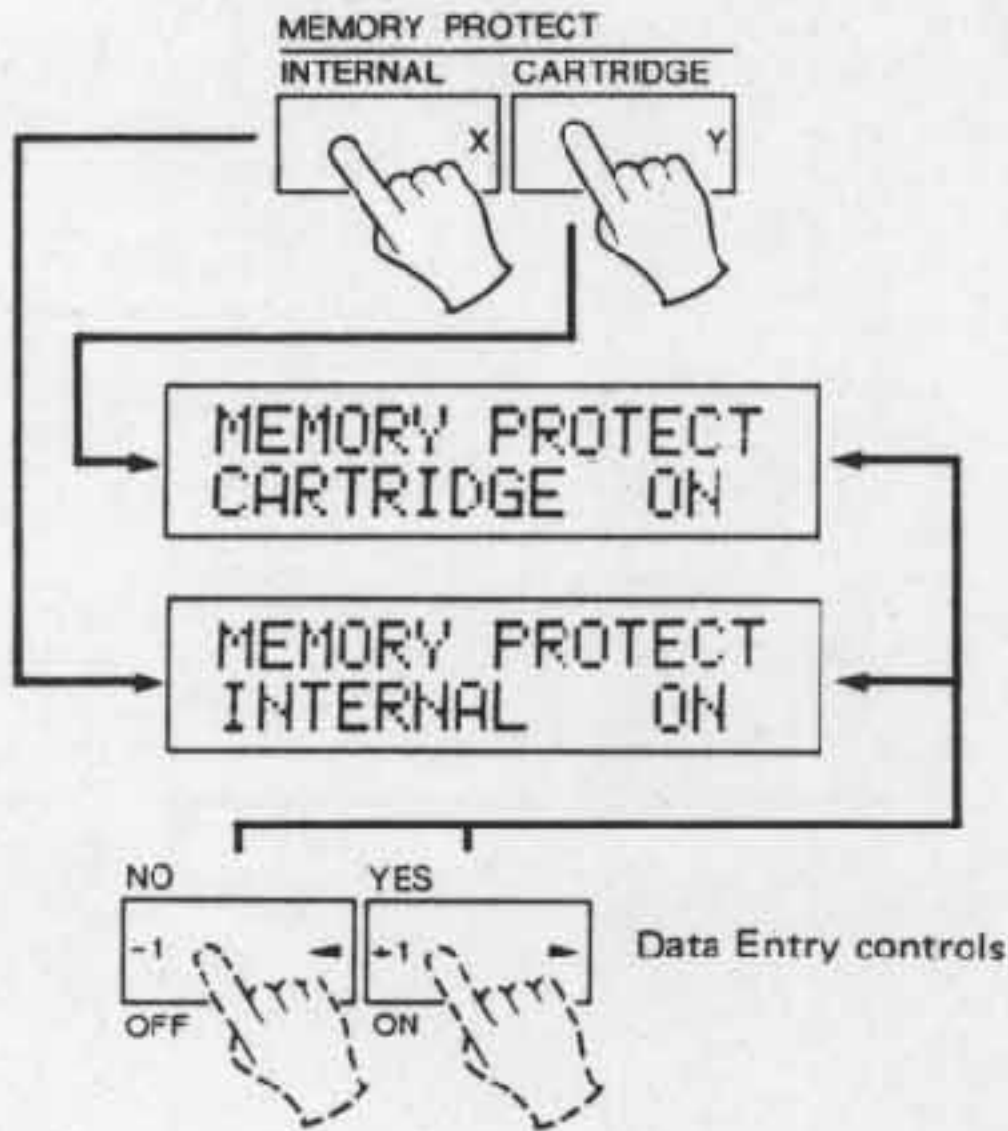 MEMORY PROTECT
INTERNAL CARTRIDGE
X Y
MEMORY PROTECT
CARTRIDGE ON
MEMORY PROTECT
INTERNAL ON
NO YES
-1 +1 Data Entry controls
OFF ON